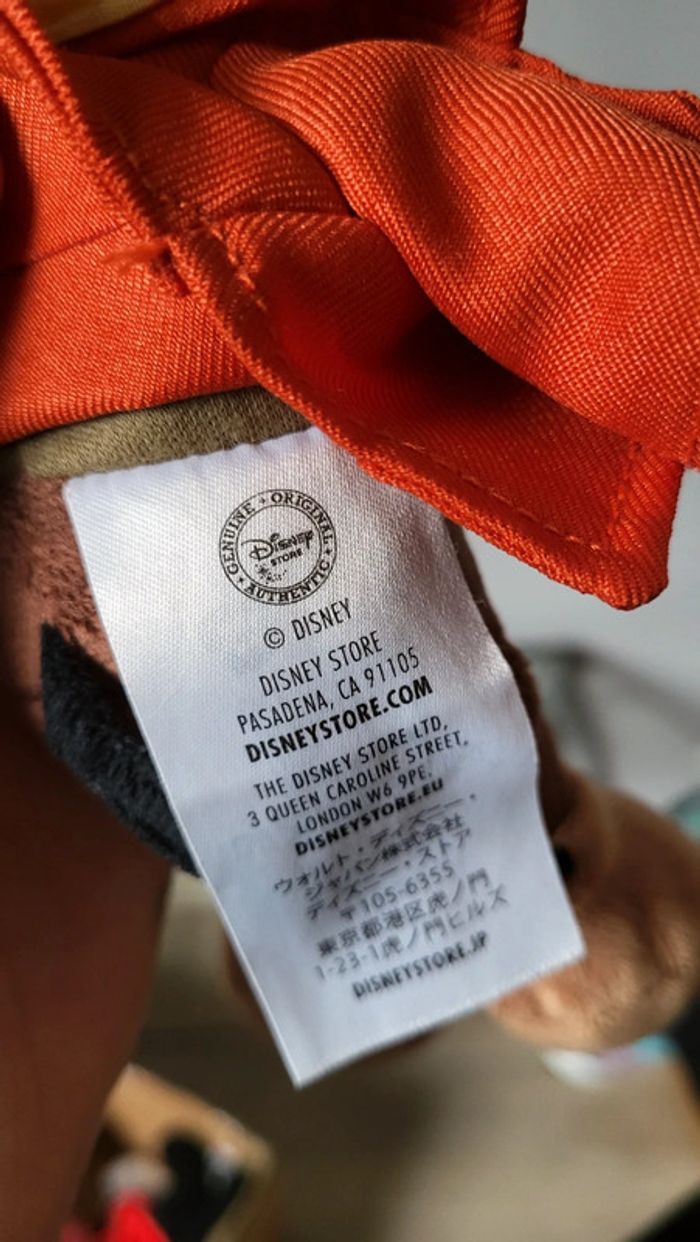 GENUINE • ORIGINAL • AUTHENTIC •
Disney
STORE
© DISNEY
DISNEY STORE
PASADENA, CA 91105
DISNEYSTORE.COM
THE DISNEY STORE LTD,
3 QUEEN CAROLINE STREET,
LONDON W6 9PE.
DISNEYSTORE.EU
ウォルト・ディズニー・
ジャパン株式会社
ディズニー・ストア
〒105-6355
東京都港区虎ノ門
1-23-1虎ノ門ヒルズ
DISNEYSTORE.JP